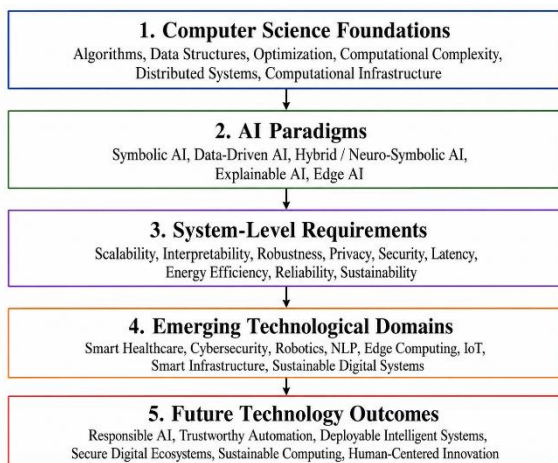 1. Computer Science Foundations
Algorithms, Data Structures, Optimization, Computational Complexity,
Distributed Systems, Computational Infrastructure
2. AI Paradigms
Symbolic AI, Data-Driven AI, Hybrid / Neuro-Symbolic AI,
Explainable AI, Edge AI
3. System-Level Requirements
Scalability, Interpretability, Robustness, Privacy, Security, Latency,
Energy Efficiency, Reliability, Sustainability
4. Emerging Technological Domains
Smart Healthcare, Cybersecurity, Robotics, NLP, Edge Computing, IoT,
Smart Infrastructure, Sustainable Digital Systems
5. Future Technology Outcomes
Responsible AI, Trustworthy Automation, Deployable Intelligent Systems,
Secure Digital Ecosystems, Sustainable Computing, Human-Centered Innovation